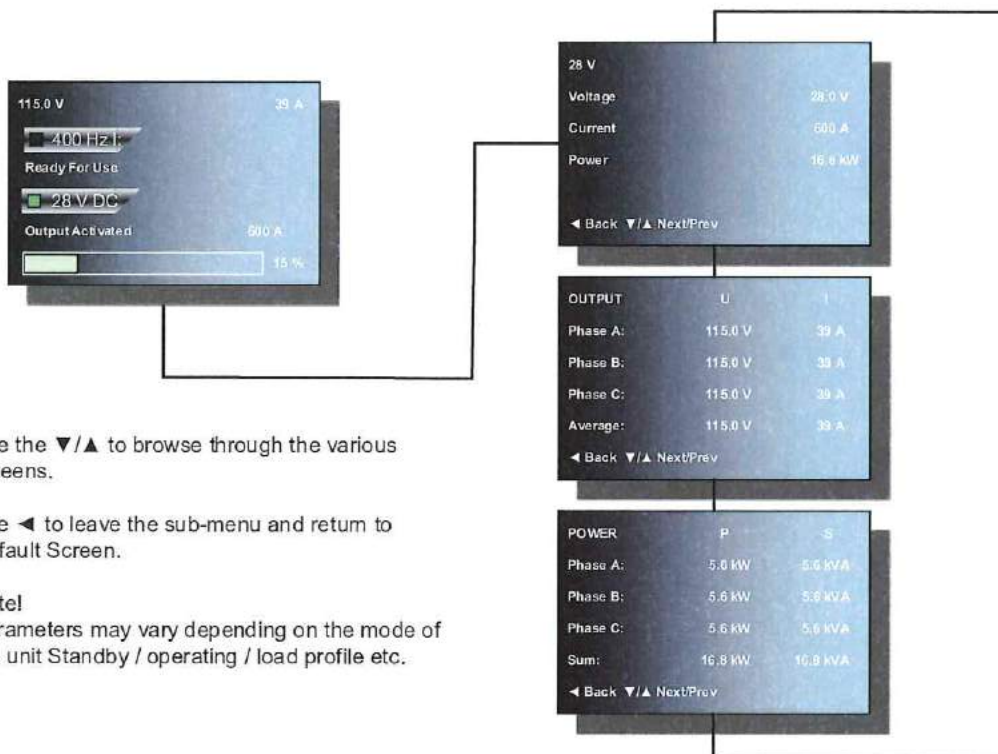 115.0 V 39 A
400 Hz I:
Ready For Use
28 V DC
Output Activated 600 A
15 %
e the ▼/▲ to browse through the various
eens.
e ◄ to leave the sub-menu and return to
fault Screen.
te!
rameters may vary depending on the mode of
unit Standby / operating / load profile etc.
28 V
Voltage 28.0 V
Current 600 A
Power 16.8 kW
◄ Back ▼/▲ Next/Prev
OUTPUT U I
Phase A: 115.0 V 39 A
Phase B: 115.0 V 39 A
Phase C: 115.0 V 39 A
Average: 115.0 V 39 A
◄ Back ▼/▲ Next/Prev
POWER P S
Phase A: 5.6 kW 5.6 kVA
Phase B: 5.6 kW 5.6 kVA
Phase C: 5.6 kW 5.6 kVA
Sum: 16.8 kW 16.8 kVA
◄ Back ▼/▲ Next/Prev